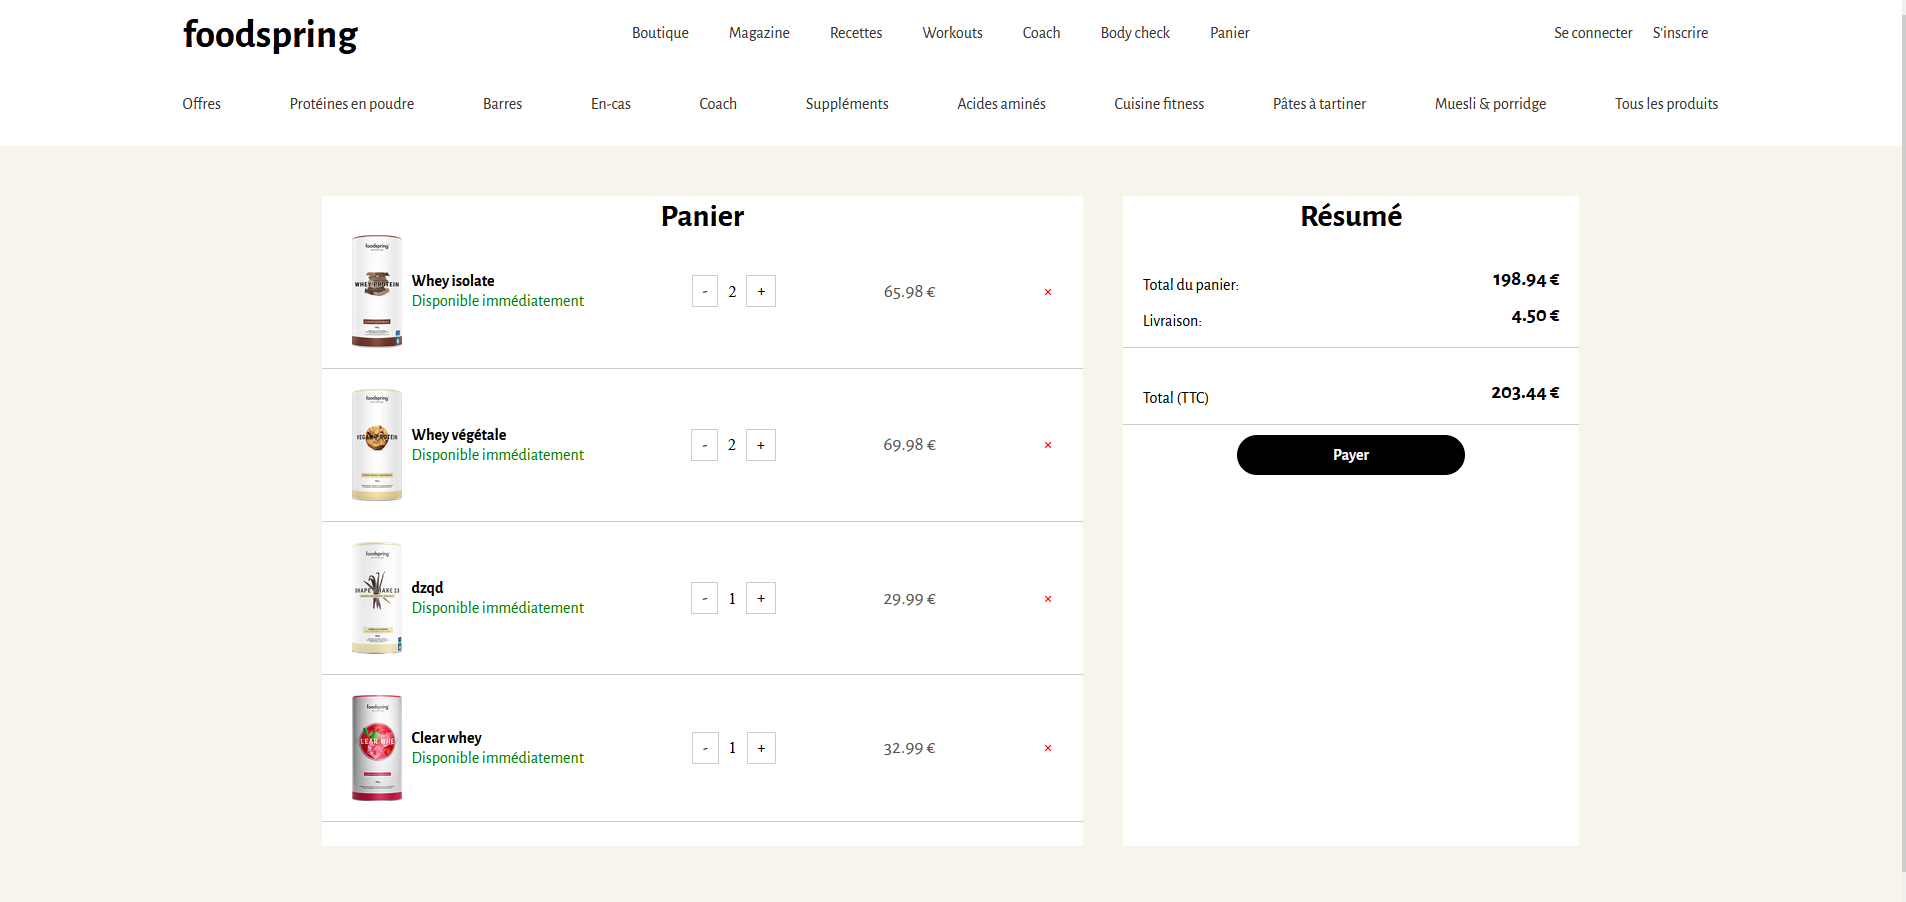 foodspring
Boutique Magazine Recettes Workouts Coach Body check Panier
Se connecter S'inscrire
Offres Protéines en poudre Barres En-cas Coach Suppléments Acides aminés Cuisine fitness Pâtes à tartiner Muesli & porridge Tous les produits
Panier
foodspring
WHEY PROTEIN
Whey isolate
Disponible immédiatement
- 2 +
65.98 €
×
foodspring
VEGAN PROTEIN
Whey végétale
Disponible immédiatement
- 2 +
69.98 €
×
foodspring
SHAPE SHAKE 2.0
dzqd
Disponible immédiatement
- 1 +
29.99 €
×
foodspring
CLEAR WHE
Clear whey
Disponible immédiatement
- 1 +
32.99 €
×
Résumé
Total du panier: 198.94 €
Livraison: 4.50 €
Total (TTC) 203.44 €
Payer